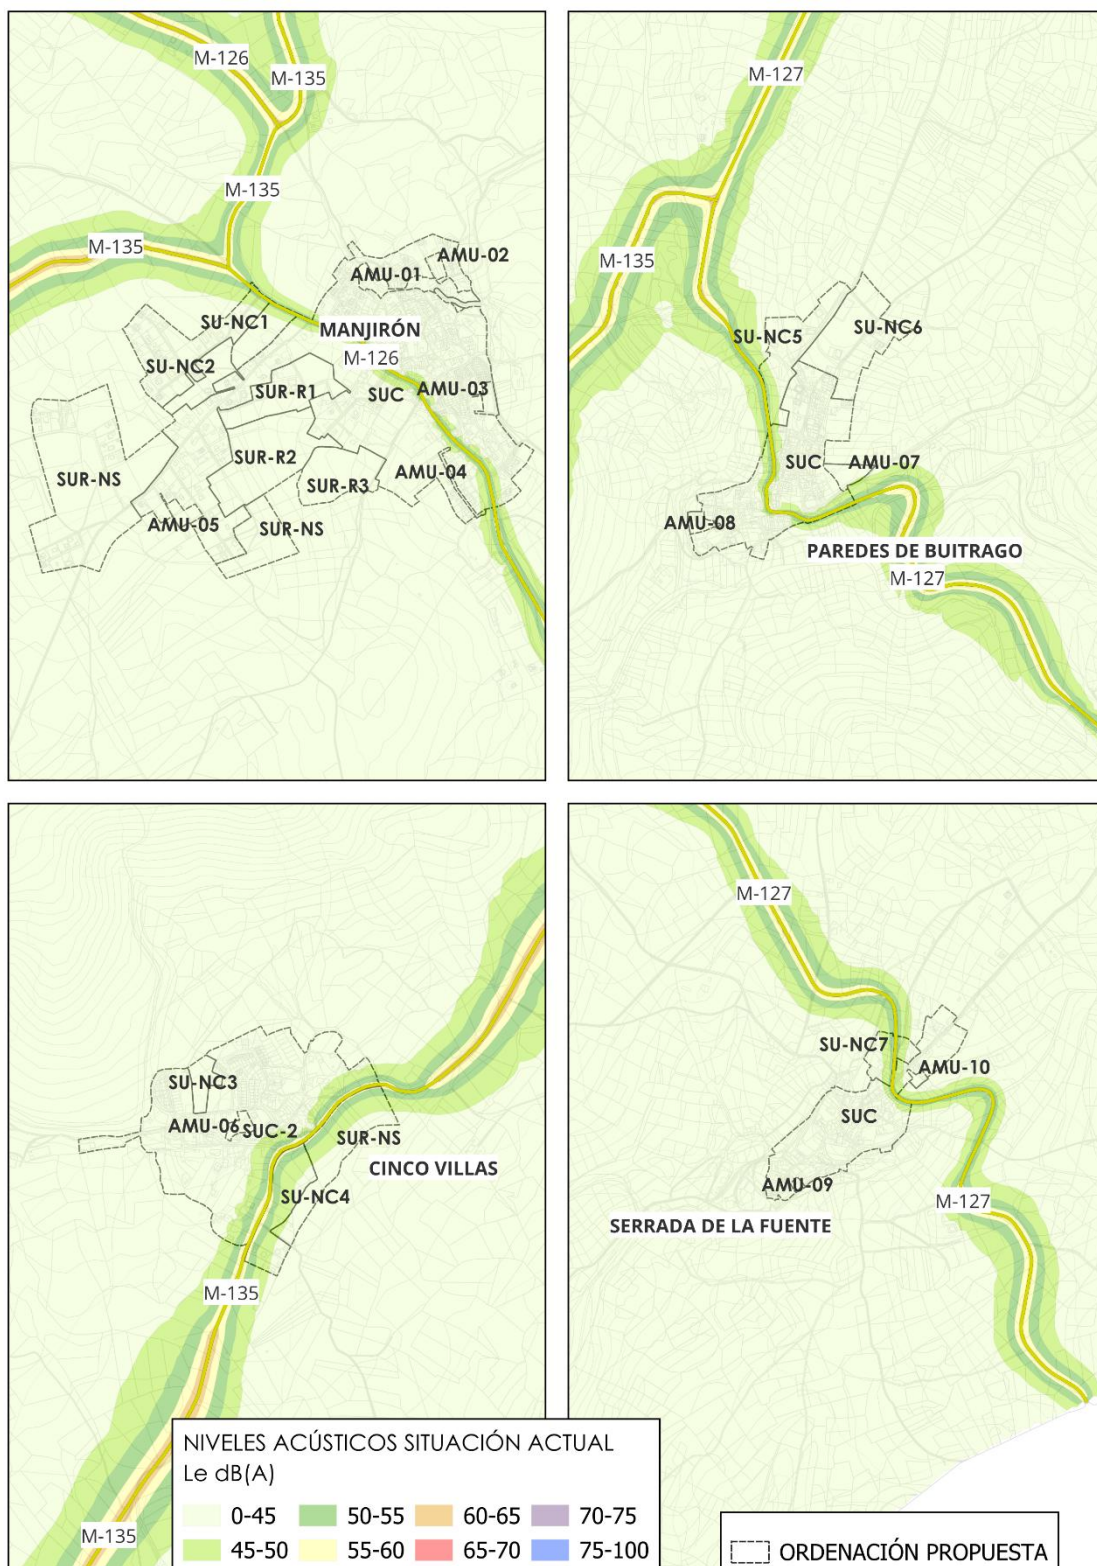 M-126
M-135
M-135
M-135
AMU-02
AMU-01
SU-NC1
MANJIRÓN
M-126
SU-NC2
SUR-R1
SUC
AMU-03
SUR-R2
SUR-NS
SUR-R3
AMU-04
AMU-05
SUR-NS
M-127
M-135
SU-NC5
SU-NC6
SUC
AMU-07
AMU-08
PAREDES DE BUITRAGO
M-127
SU-NC3
AMU-06
SUC-2
SUR-NS
CINCO VILLAS
SU-NC4
M-135
M-135
M-127
SU-NC7
AMU-10
SUC
AMU-09
M-127
SERRADA DE LA FUENTE
NIVELES ACÚSTICOS SITUACIÓN ACTUAL
Le dB(A)
0-45 50-55 60-65 70-75
45-50 55-60 65-70 75-100
ORDENACIÓN PROPUESTA